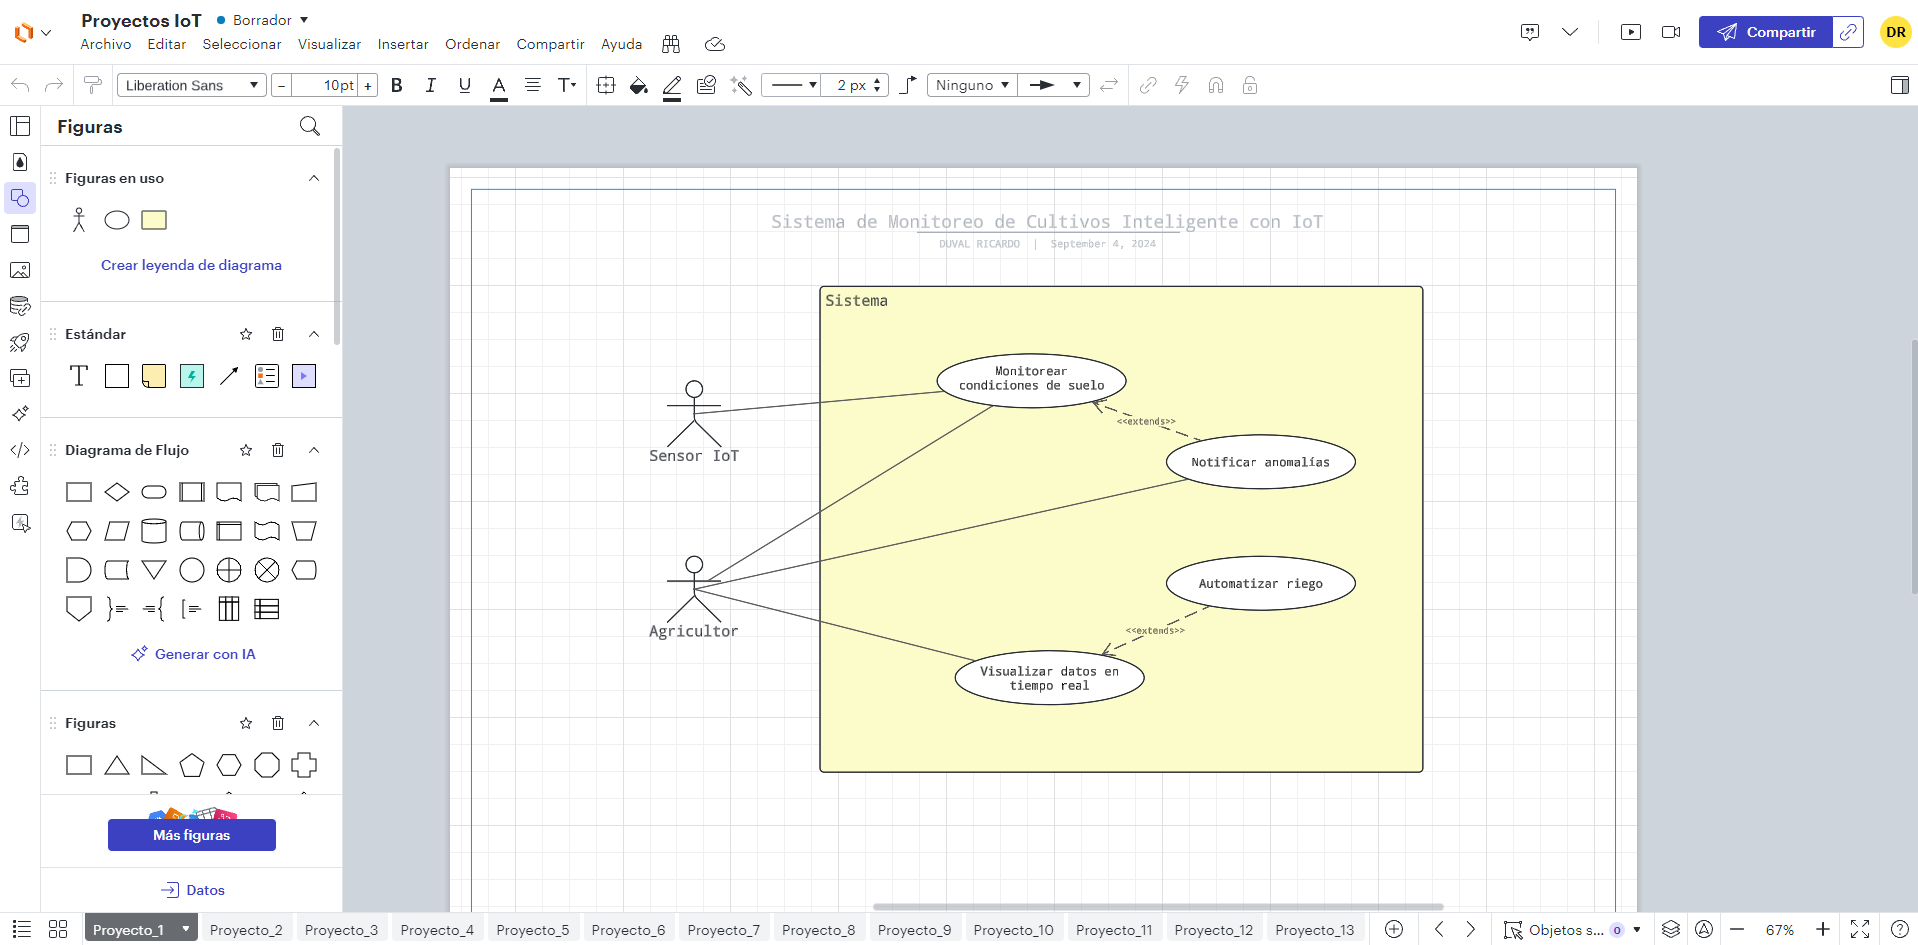 Proyectos IoT Borrador
Archivo Editar Seleccionar Visualizar Insertar Ordenar Compartir Ayuda
Compartir
DR
Liberation Sans - 10pt + B I U A T 2 px Ninguno
Figuras
Figuras en uso
Crear leyenda de diagrama
Estándar
T
Diagrama de Flujo
Generar con IA
Figuras
Más figuras
Datos
Sistema de Monitoreo de Cultivos Inteligente con IoT
DUVAL RICARDO | September 4, 2024
Sistema
Monitorear
condiciones de suelo
<<extends>>
Sensor IoT
Notificar anomalías
Automatizar riego
<<extends>>
Agricultor
Visualizar datos en
tiempo real
Proyecto_1 Proyecto_2 Proyecto_3 Proyecto_4 Proyecto_5 Proyecto_6 Proyecto_7 Proyecto_8 Proyecto_9 Proyecto_10 Proyecto_11 Proyecto_12 Proyecto_13 Objetos s... 0 67%